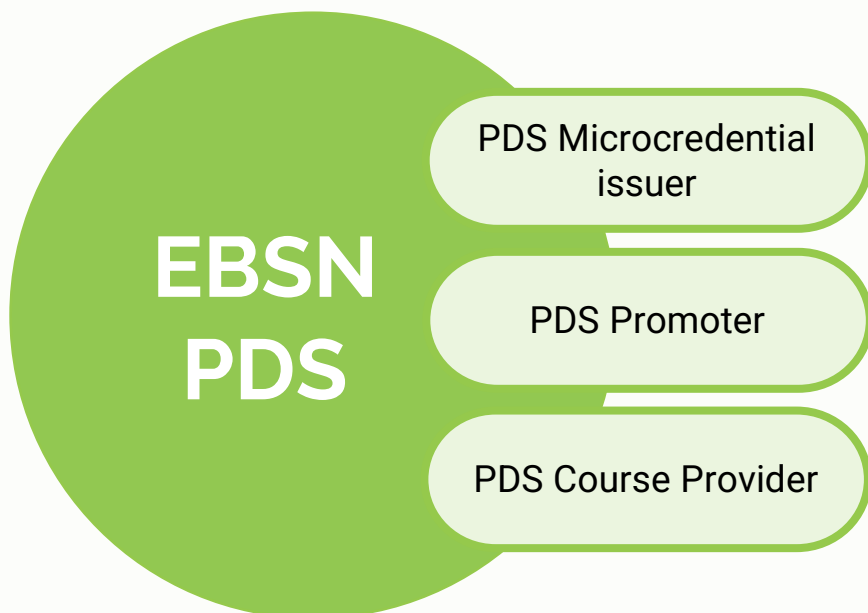 EBSN
PDS
PDS Microcredential
issuer
PDS Promoter
PDS Course Provider